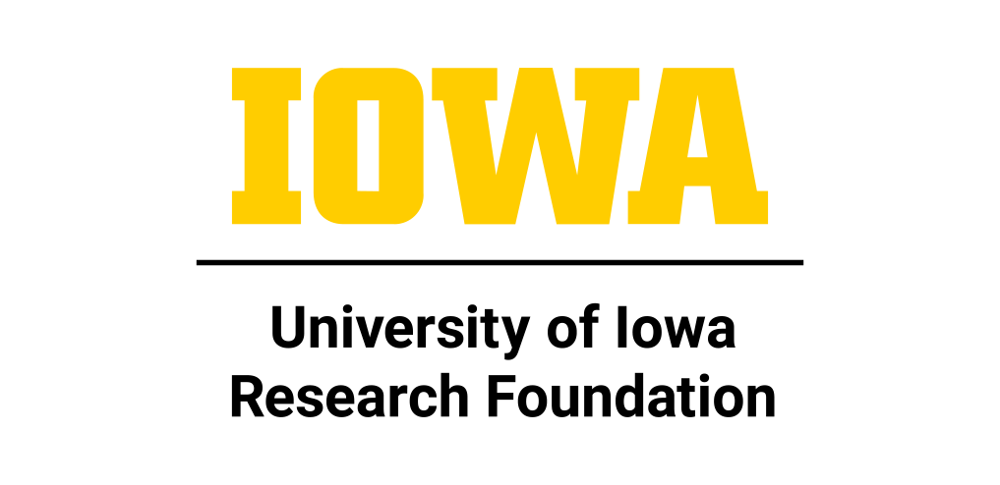 IOWA
University of Iowa
Research Foundation